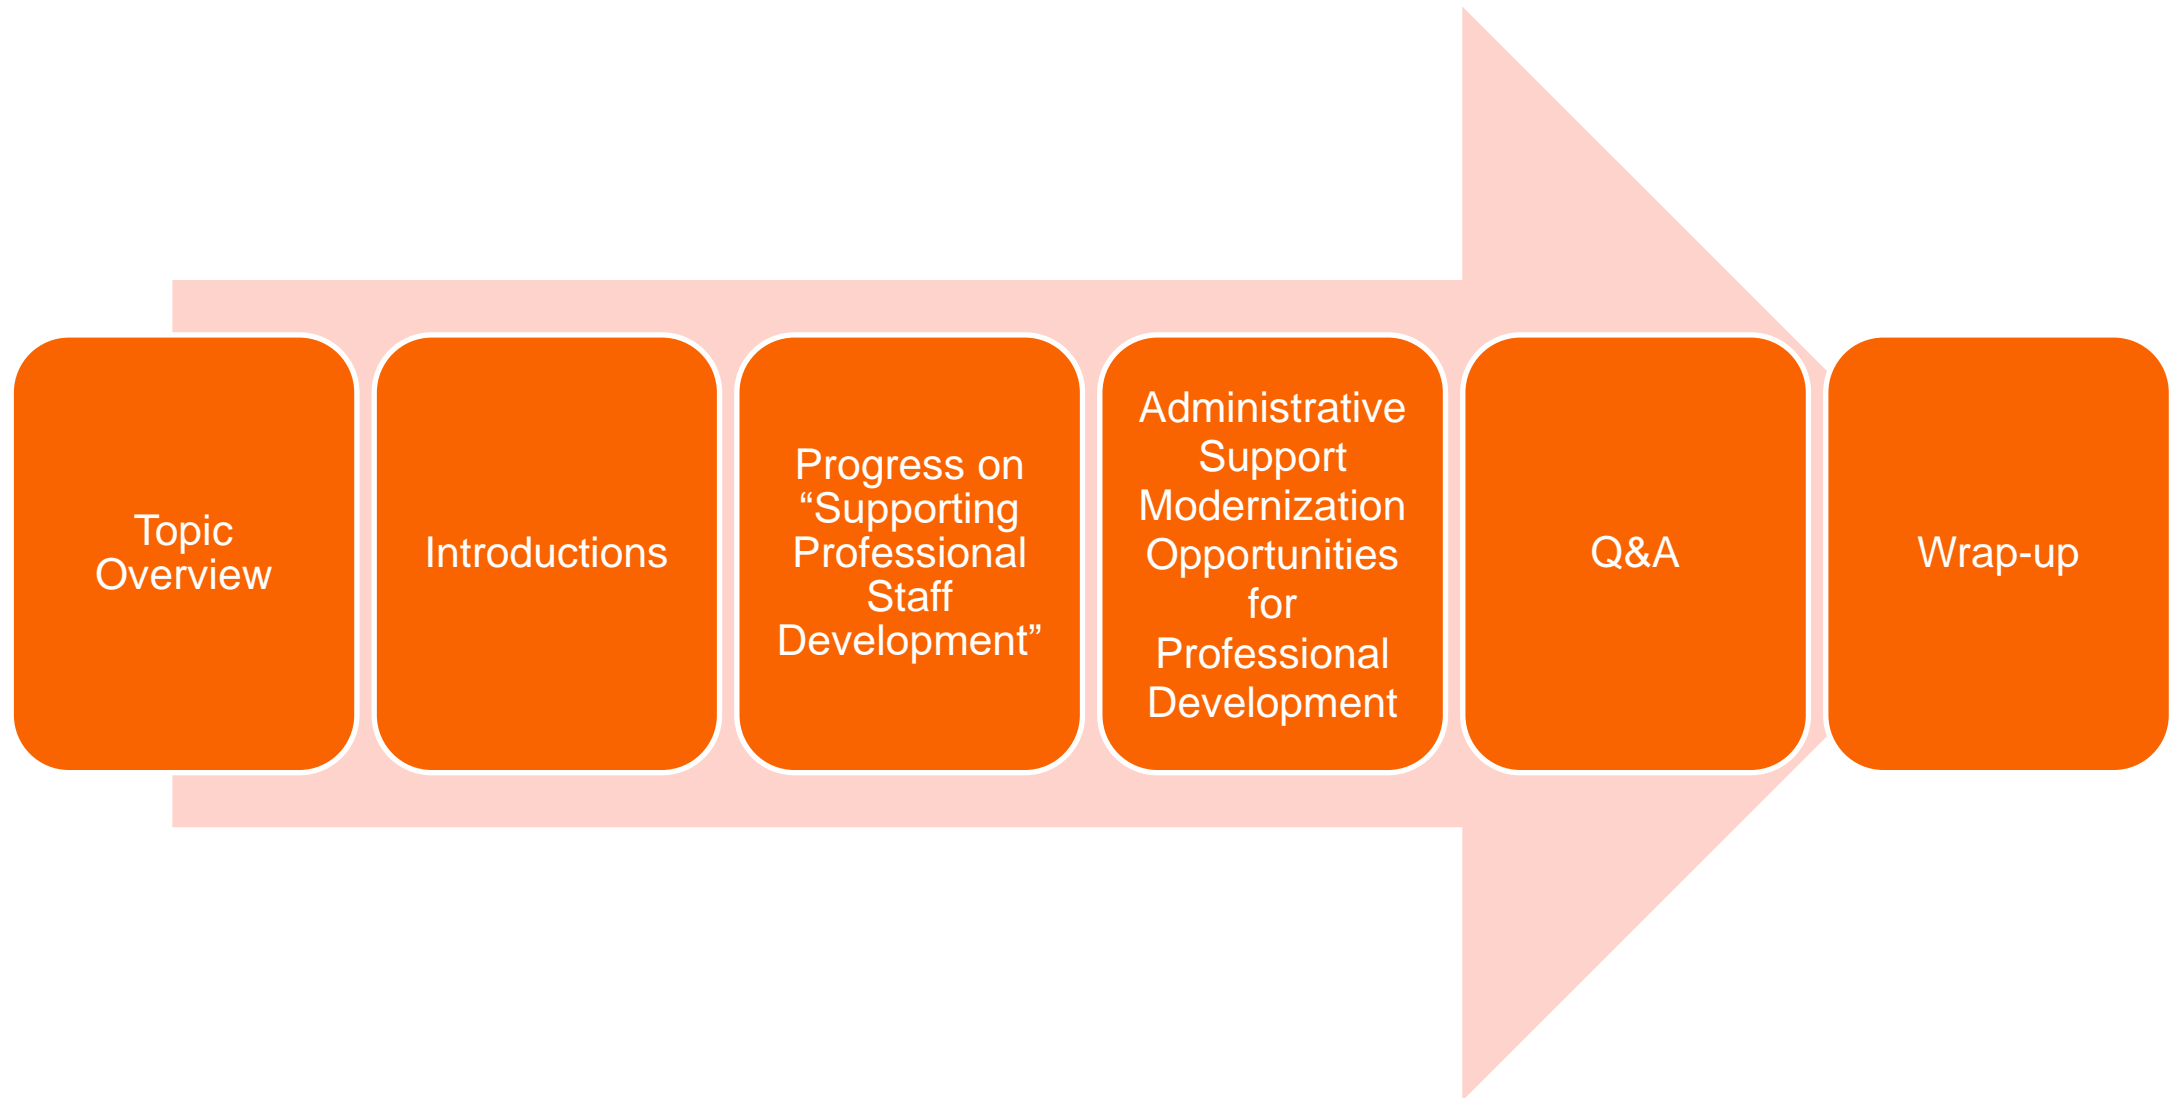 Topic
Overview
Introductions
Progress on
“Supporting
Professional
Staff
Development”
Administrative
Support
Modernization
Opportunities
for
Professional
Development
Q&A
Wrap-up